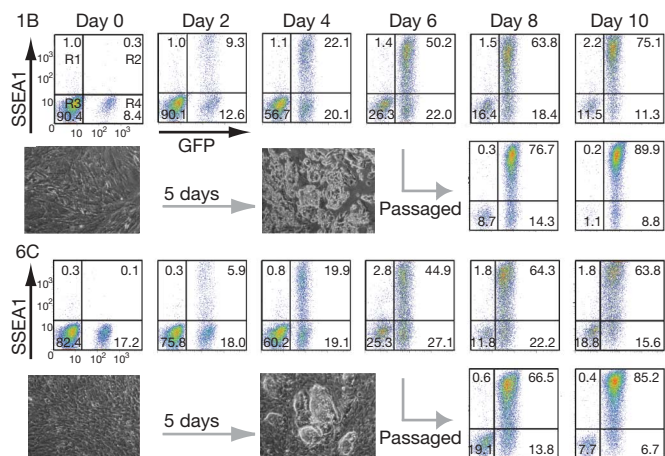 1B Day 0 Day 2 Day 4 Day 6 Day 8 Day 10
1.0 0.3 1.0 9.3 1.1 22.1 1.4 50.2 1.5 63.8 2.2 75.1
R1 R2
R3 R4
90.4 8.4 90.1 12.6 56.7 20.1 26.3 22.0 16.4 18.4 11.5 11.3
SSEA1
10³
10²
10
0
0 10 10² 10³
GFP
5 days
Passaged
0.3 76.7 0.2 89.9
8.7 14.3 1.1 8.8
6C
0.3 0.1 0.3 5.9 0.8 19.9 2.8 44.9 1.8 64.3 1.8 63.8
82.4 17.2 75.8 18.0 60.2 19.1 25.3 27.1 11.8 22.2 18.8 15.6
SSEA1
10³
10²
10
0
0 10 10² 10³
5 days
Passaged
0.6 66.5 0.4 85.2
19.1 13.8 7.7 6.7